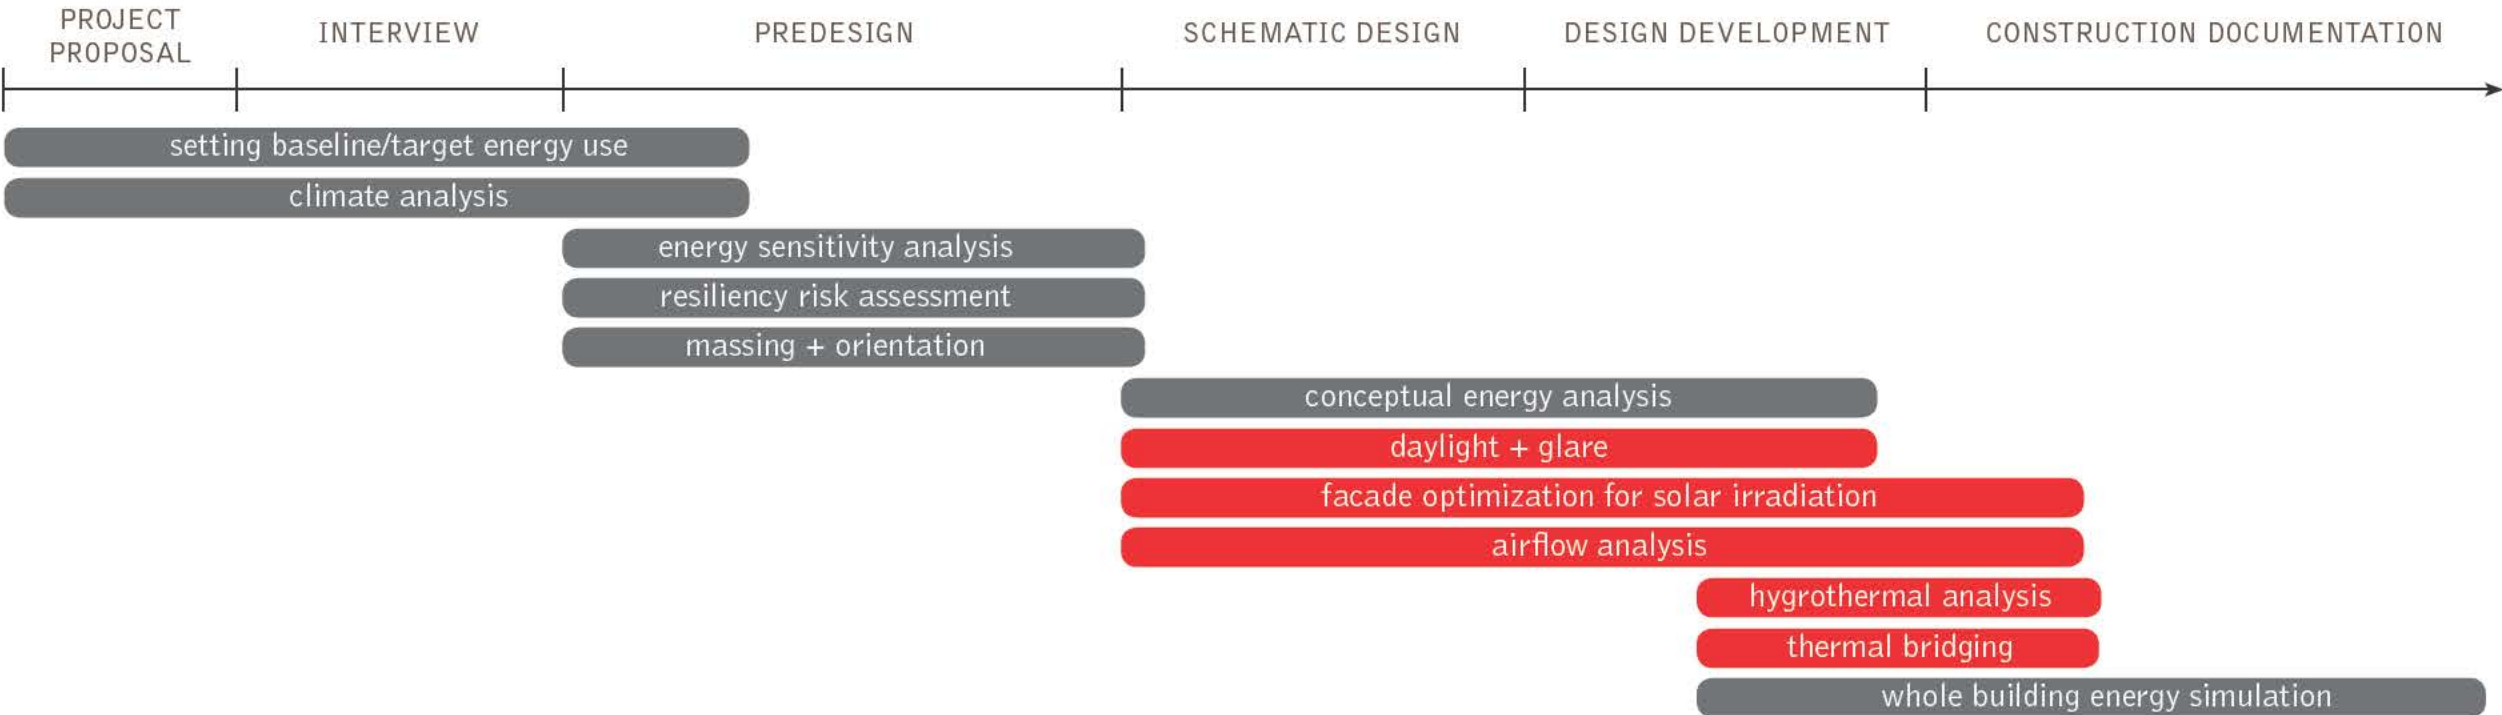 PROJECT
PROPOSAL
INTERVIEW
PREDESIGN
SCHEMATIC DESIGN
DESIGN DEVELOPMENT
CONSTRUCTION DOCUMENTATION
setting baseline/target energy use
climate analysis
energy sensitivity analysis
resiliency risk assessment
massing + orientation
conceptual energy analysis
daylight + glare
facade optimization for solar irradiation
airflow analysis
hygrothermal analysis
thermal bridging
whole building energy simulation